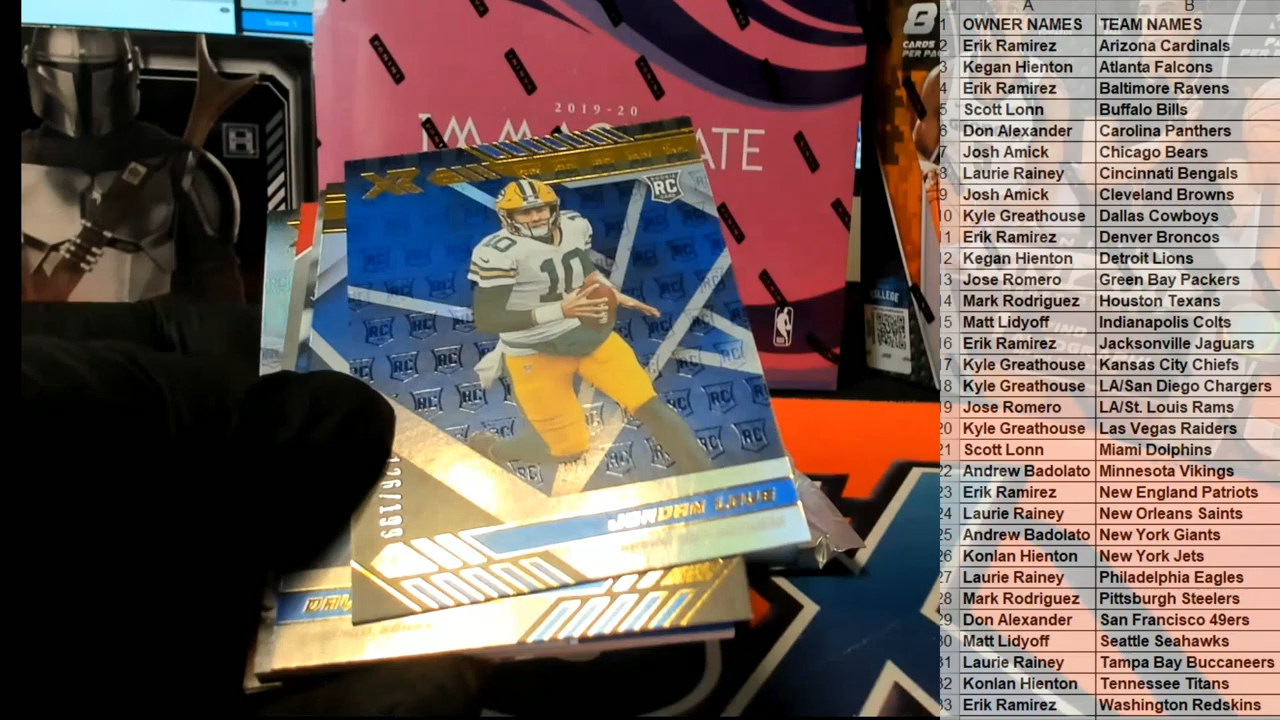 A B
1 OWNER NAMES TEAM NAMES
2 Erik Ramirez Arizona Cardinals
3 Kegan Hienton Atlanta Falcons
4 Erik Ramirez Baltimore Ravens
5 Scott Lonn Buffalo Bills
6 Don Alexander Carolina Panthers
7 Josh Amick Chicago Bears
8 Laurie Rainey Cincinnati Bengals
9 Josh Amick Cleveland Browns
10 Kyle Greathouse Dallas Cowboys
11 Erik Ramirez Denver Broncos
12 Kegan Hienton Detroit Lions
13 Jose Romero Green Bay Packers
14 Mark Rodriguez Houston Texans
15 Matt Lidyoff Indianapolis Colts
16 Erik Ramirez Jacksonville Jaguars
17 Kyle Greathouse Kansas City Chiefs
18 Kyle Greathouse LA/San Diego Chargers
19 Jose Romero LA/St. Louis Rams
20 Kyle Greathouse Las Vegas Raiders
21 Scott Lonn Miami Dolphins
22 Andrew Badolato Minnesota Vikings
23 Erik Ramirez New England Patriots
24 Laurie Rainey New Orleans Saints
25 Andrew Badolato New York Giants
26 Konlan Hienton New York Jets
27 Laurie Rainey Philadelphia Eagles
28 Mark Rodriguez Pittsburgh Steelers
29 Don Alexander San Francisco 49ers
30 Matt Lidyoff Seattle Seahawks
31 Laurie Rainey Tampa Bay Buccaneers
32 Konlan Hienton Tennessee Titans
33 Erik Ramirez Washington Redskins
2019-20
XR
RC
10
10
JORDAN LOVE
8
CARDS
COLLEGE
PANINI